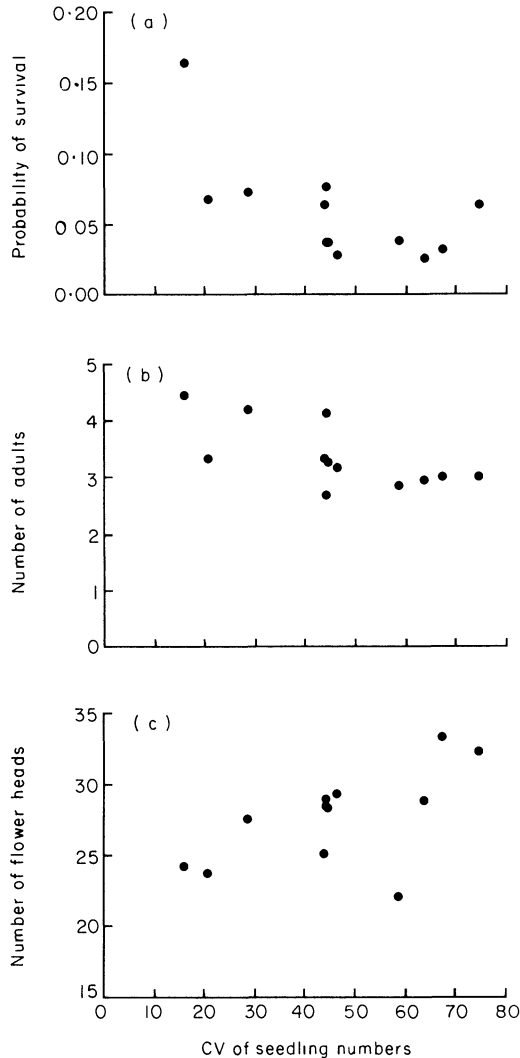 ( a )
0·20
0·15
0·10
0·05
0·00
Probability of survival
( b )
5
4
3
2
1
0
Number of adults
( c )
35
30
25
20
15
Number of flower heads
0 10 20 30 40 50 60 70 80
CV of seedling numbers